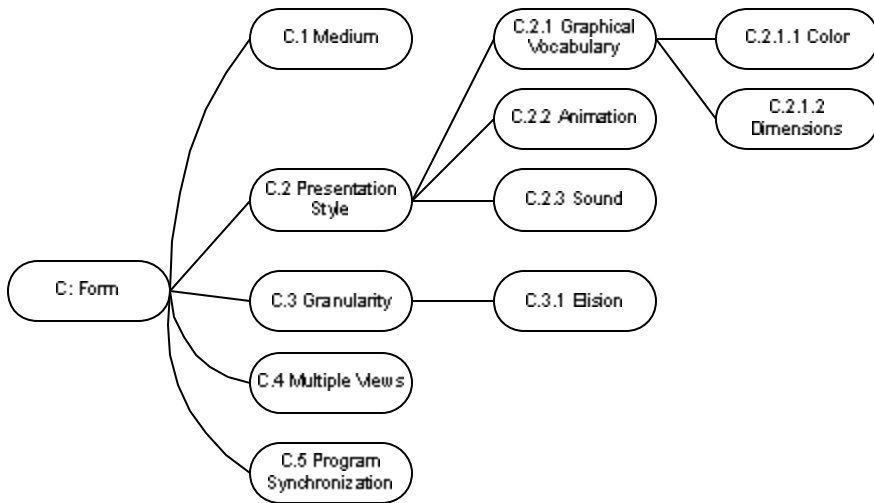 C.1 Medium
C.2.1 Graphical
Vocabulary
C.2.1.1 Color
C.2.2 Animation
C.2.1.2
Dimensions
C.2 Presentation
Style
C.2.3 Sound
C: Form
C.3 Granularity
C.3.1 Elision
C.4 Multiple Views
C.5 Program
Synchronization